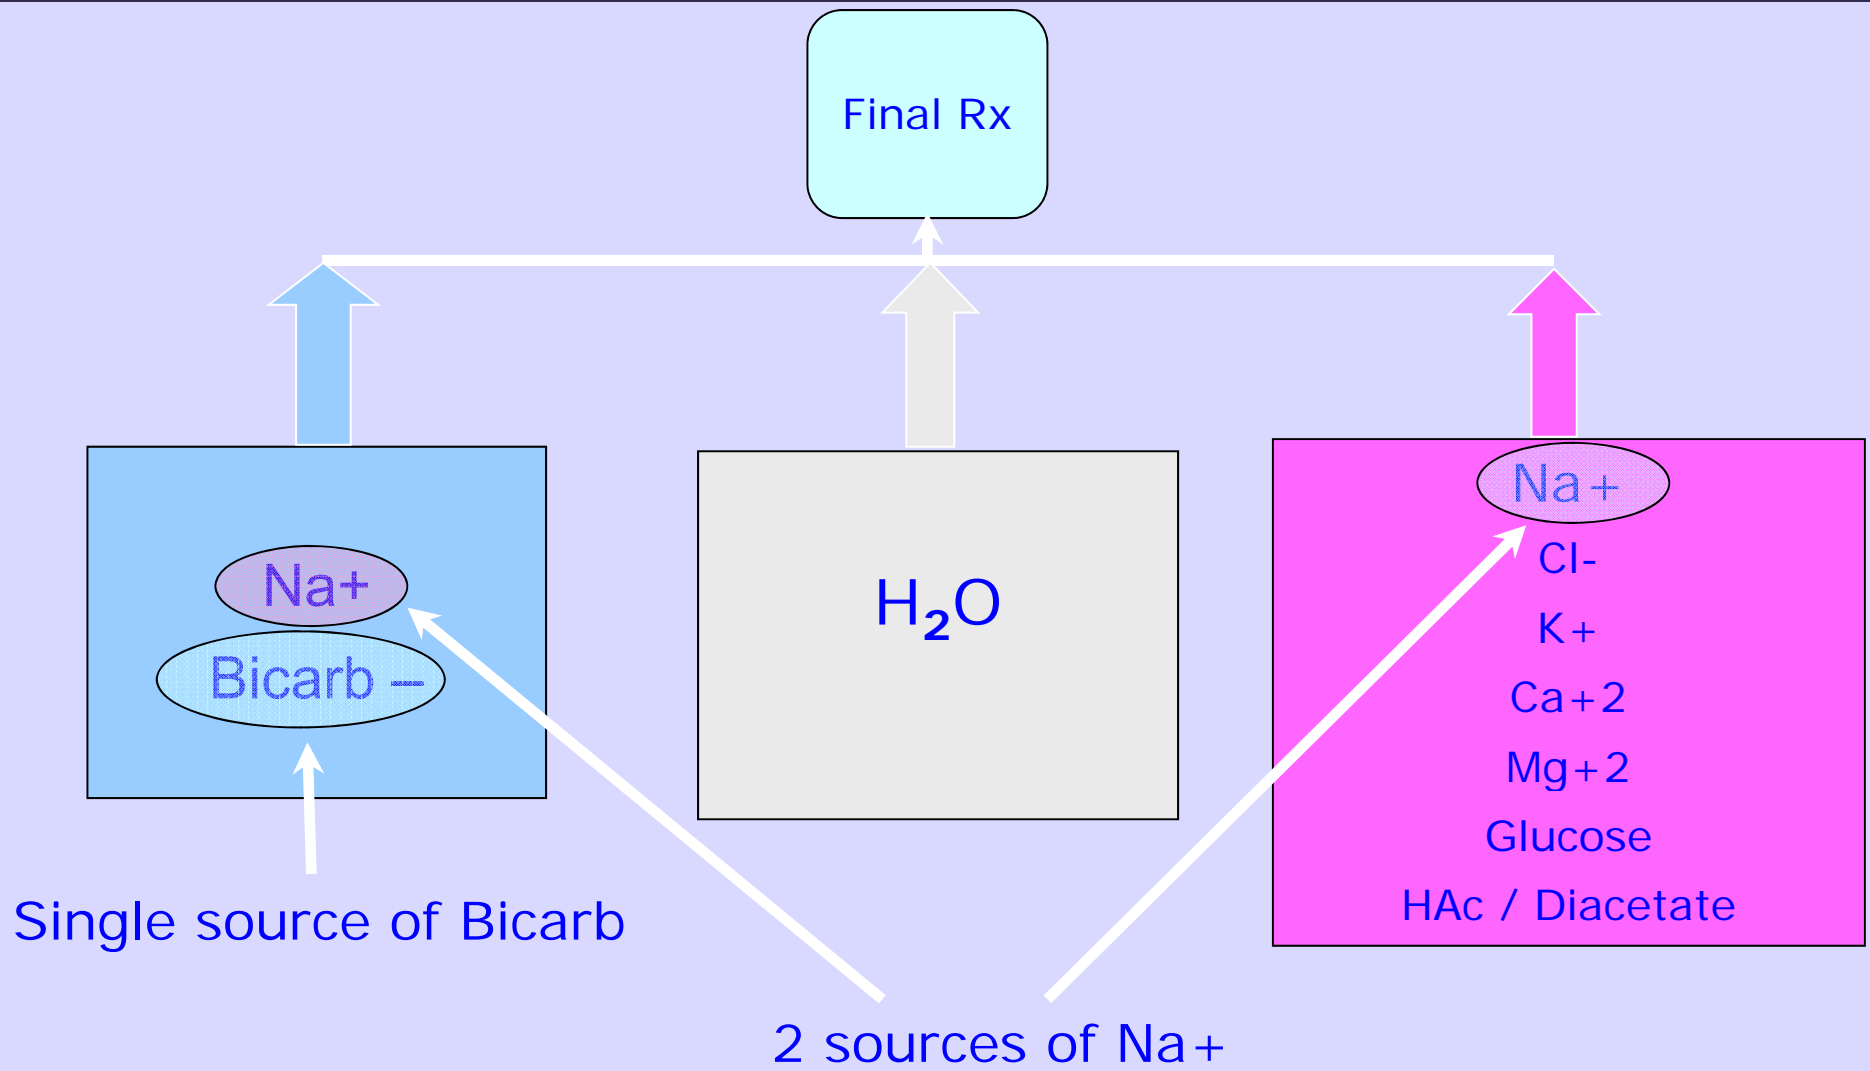 Final Rx
Na+
Bicarb –
H₂O
Na+
Cl-
K+
Ca+2
Mg+2
Glucose
HAc / Diacetate
Single source of Bicarb
2 sources of Na+